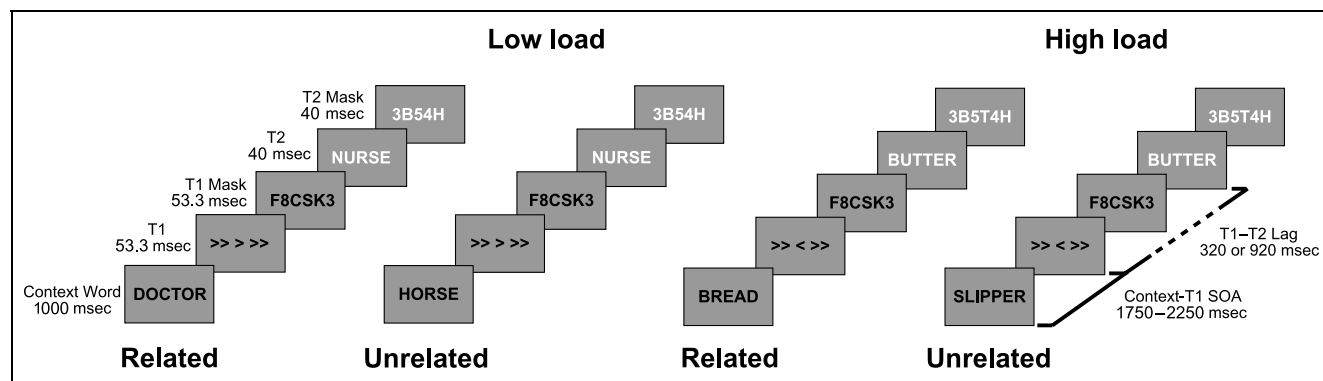 Low load
High load
T2 Mask
40 msec
3B54H
3B54H
3B5T4H
3B5T4H
T2
40 msec
NURSE
NURSE
BUTTER
BUTTER
T1 Mask
53.3 msec
F8CSK3
F8CSK3
F8CSK3
F8CSK3
T1
53.3 msec
>> > >>
>> > >>
>> < >>
>> < >>
T1–T2 Lag
320 or 920 msec
Context Word
1000 msec
DOCTOR
HORSE
BREAD
SLIPPER
Context-T1 SOA
1750–2250 msec
Related
Unrelated
Related
Unrelated